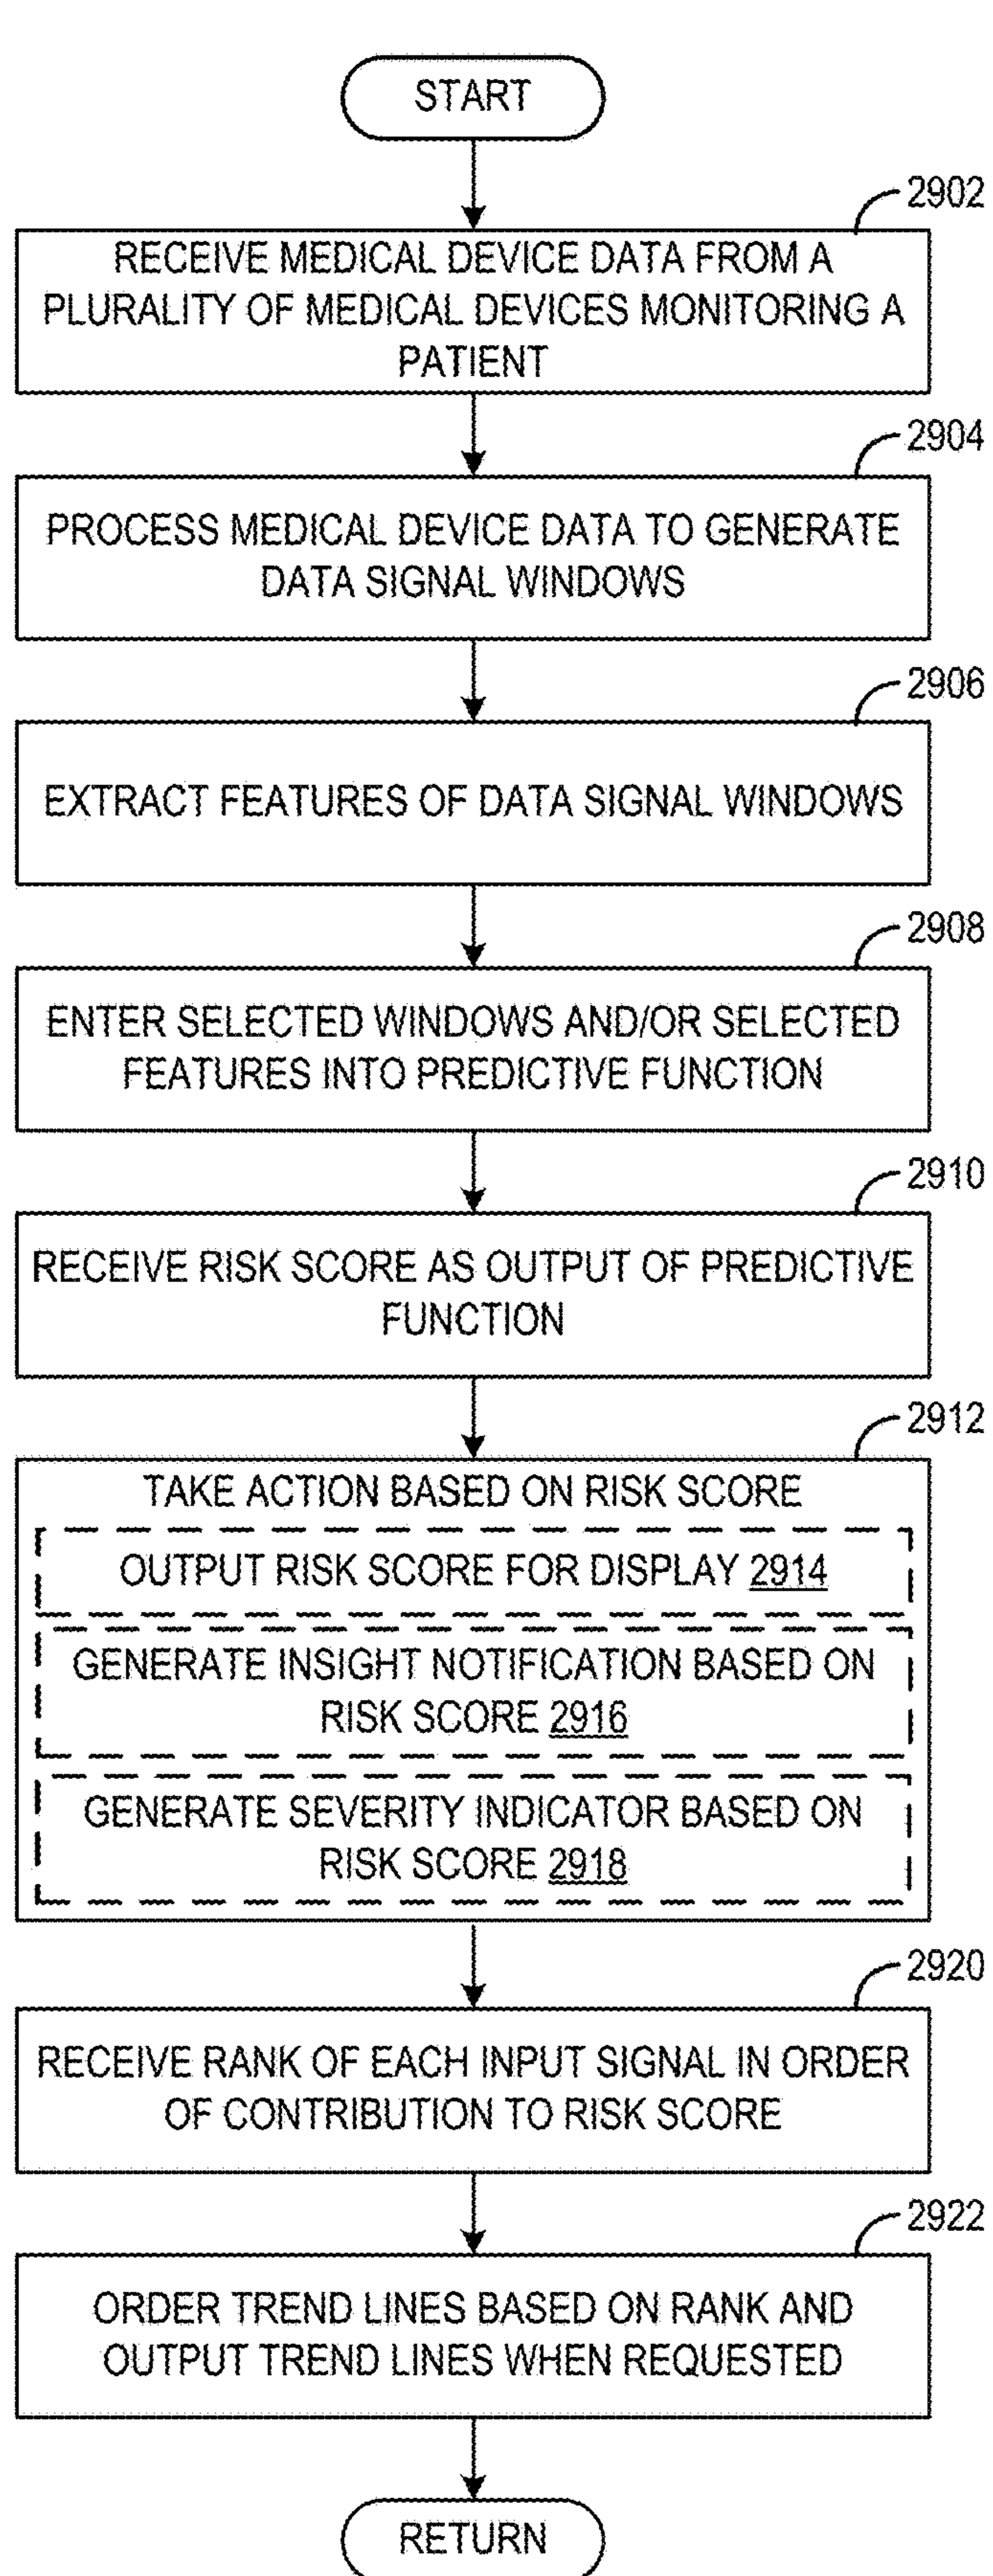 START
2902
RECEIVE MEDICAL DEVICE DATA FROM A
PLURALITY OF MEDICAL DEVICES MONITORING A
PATIENT
2904
PROCESS MEDICAL DEVICE DATA TO GENERATE
DATA SIGNAL WINDOWS
2906
EXTRACT FEATURES OF DATA SIGNAL WINDOWS
2908
ENTER SELECTED WINDOWS AND/OR SELECTED
FEATURES INTO PREDICTIVE FUNCTION
2910
RECEIVE RISK SCORE AS OUTPUT OF PREDICTIVE
FUNCTION
2912
TAKE ACTION BASED ON RISK SCORE
OUTPUT RISK SCORE FOR DISPLAY 2914
GENERATE INSIGHT NOTIFICATION BASED ON
RISK SCORE 2916
GENERATE SEVERITY INDICATOR BASED ON
RISK SCORE 2918
2920
RECEIVE RANK OF EACH INPUT SIGNAL IN ORDER
OF CONTRIBUTION TO RISK SCORE
2922
ORDER TREND LINES BASED ON RANK AND
OUTPUT TREND LINES WHEN REQUESTED
RETURN